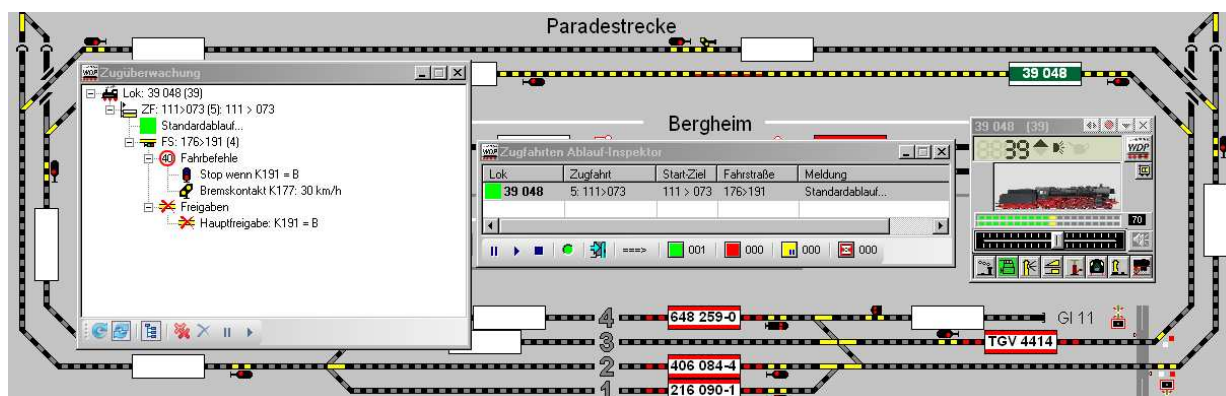 Paradestrecke
WDP Zugüberwachung
Lok: 39 048 (39)
ZF: 111>073 (5): 111 > 073
Standardablauf...
FS: 176>191 (4)
40 Fahrbefehle
Stop wenn K191 = B
Bremskontakt K177: 30 km/h
Freigaben
Hauptfreigabe: K191 = B
39 048
Bergheim
WDP Zugfahrten Ablauf-Inspektor
Lok Zugfahrt Start-Ziel Fahrstraße Meldung
39 048 5: 111>073 111 > 073 176>191 Standardablauf...
===> 001 000 000 000
39 048 (39)
39 WDP
70
4 648 259-0 Gl 11
3 TGV 4414
2 406 084-4
1 216 090-1